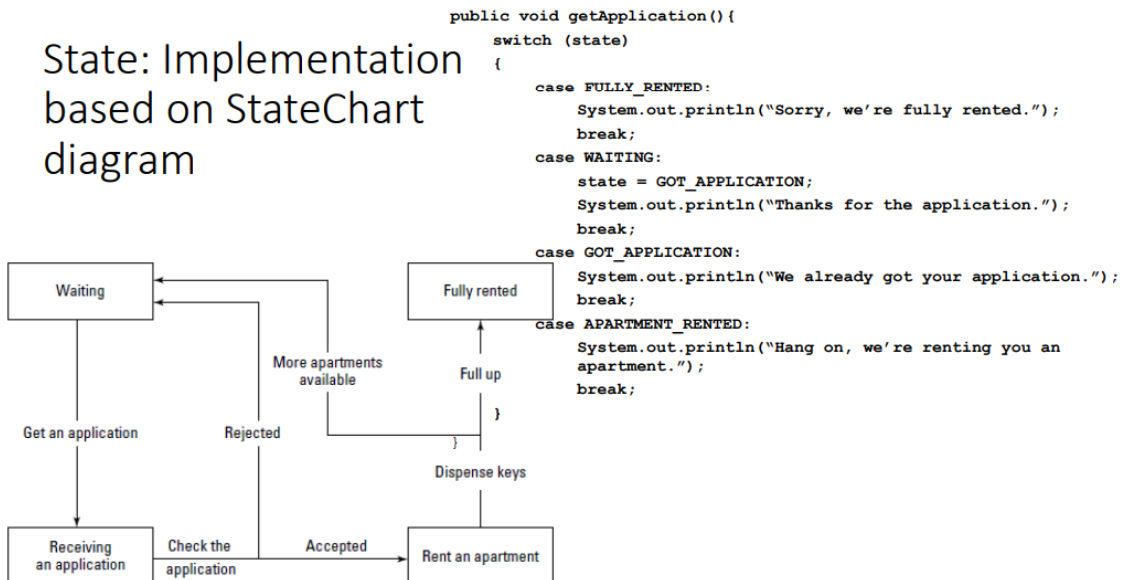 State: Implementation
based on StateChart
diagram
public void getApplication(){
switch (state)
{
case FULLY_RENTED:
System.out.println(“Sorry, we’re fully rented.”);
break;
case WAITING:
state = GOT_APPLICATION;
System.out.println(“Thanks for the application.”);
break;
case GOT_APPLICATION:
System.out.println(“We already got your application.”);
break;
case APARTMENT_RENTED:
System.out.println(“Hang on, we’re renting you an
apartment.”);
break;
}
}
Waiting
Fully rented
More apartments
available
Full up
Get an application
Rejected
Dispense keys
Receiving
an application
Check the
application
Accepted
Rent an apartment